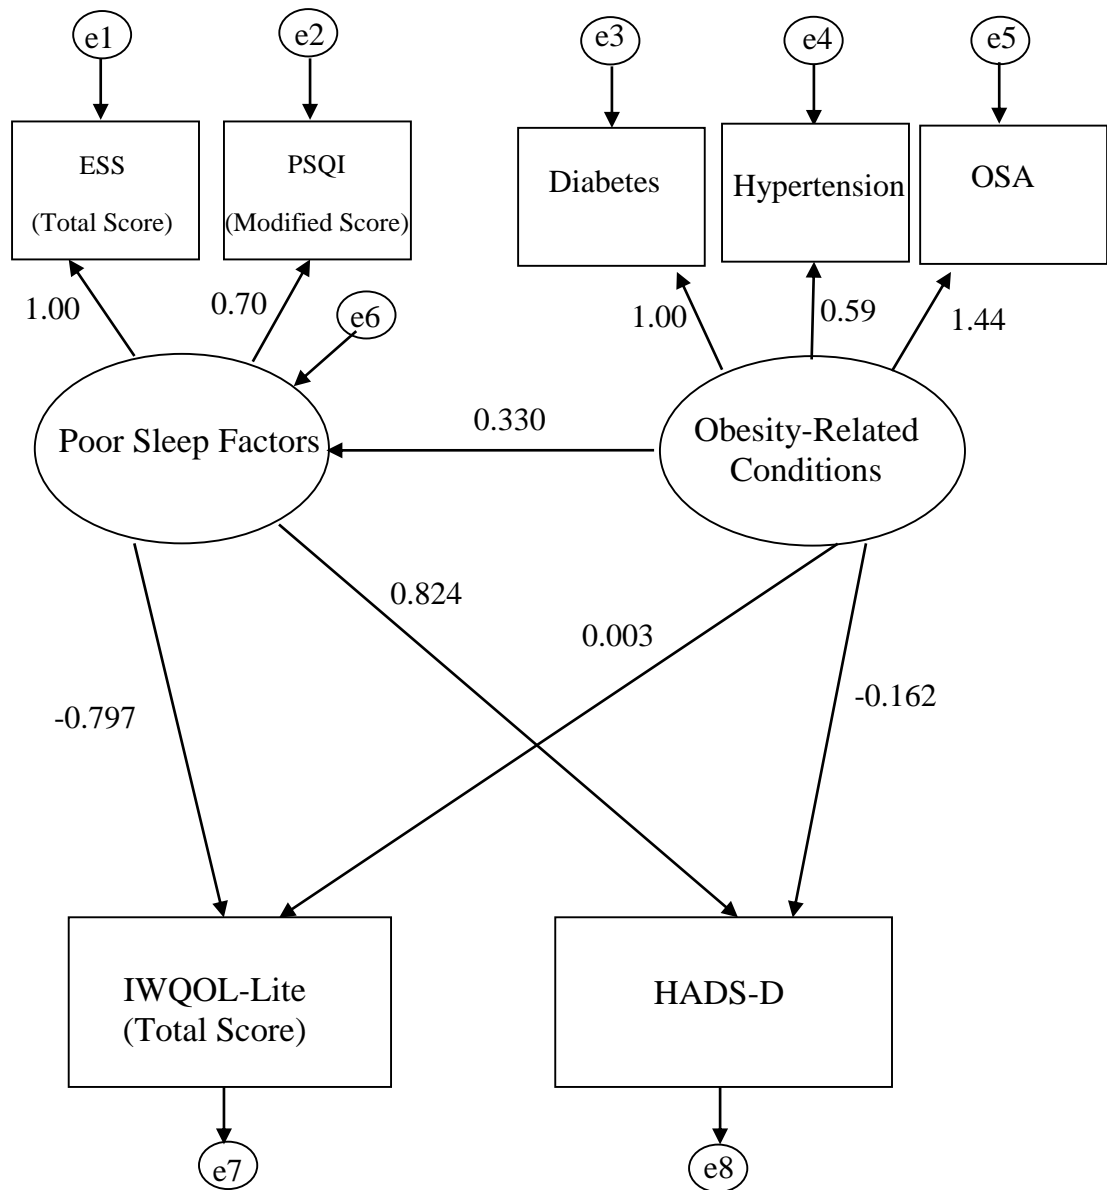 e1
e2
e3
e4
e5
ESS
(Total Score)
PSQI
(Modified Score)
Diabetes
Hypertension
OSA
1.00
0.70
e6
1.00
0.59
1.44
Poor Sleep Factors
0.330
Obesity-Related
Conditions
0.824
0.003
-0.797
-0.162
IWQOL-Lite
(Total Score)
HADS-D
e7
e8